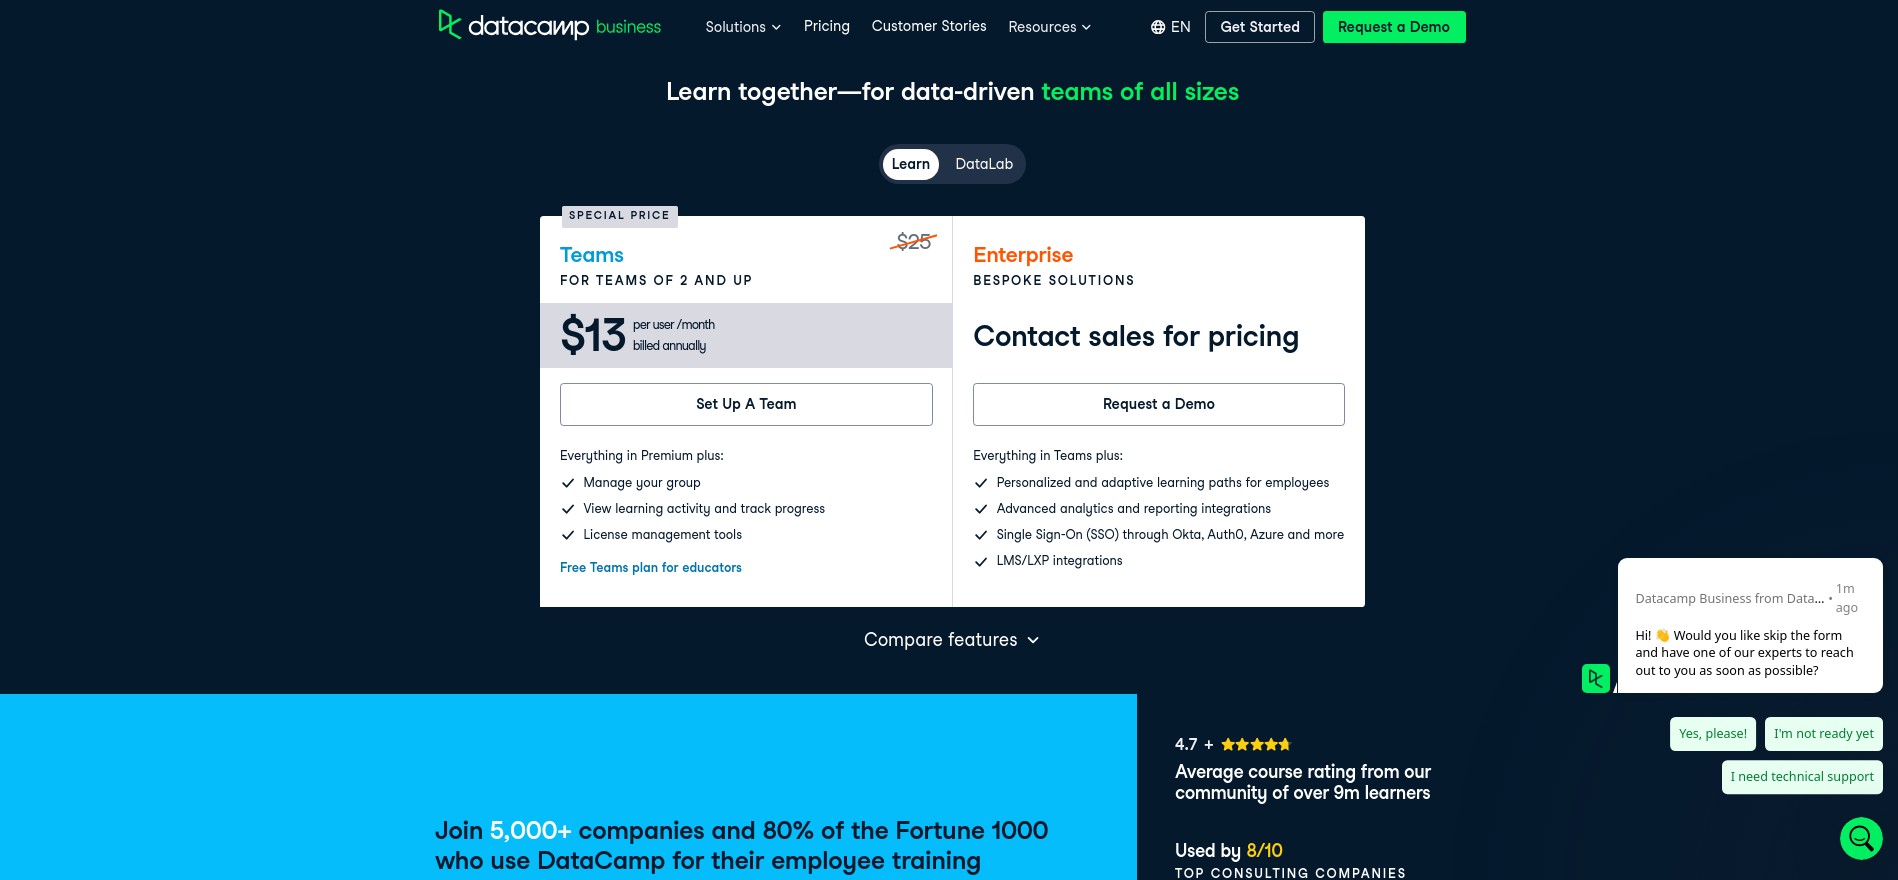 datacamp business
Solutions
Pricing
Customer Stories
Resources
EN
Get Started
Request a Demo
Learn together—for data-driven teams of all sizes
Learn
DataLab
SPECIAL PRICE
$25
Teams
FOR TEAMS OF 2 AND UP
$13
per user /month
billed annually
Set Up A Team
Everything in Premium plus:
Manage your group
View learning activity and track progress
License management tools
Free Teams plan for educators
Enterprise
BESPOKE SOLUTIONS
Contact sales for pricing
Request a Demo
Everything in Teams plus:
Personalized and adaptive learning paths for employees
Advanced analytics and reporting integrations
Single Sign-On (SSO) through Okta, Auth0, Azure and more
LMS/LXP integrations
Compare features
Join 5,000+ companies and 80% of the Fortune 1000
who use DataCamp for their employee training
4.7 +
Average course rating from our
community of over 9m learners
Used by 8/10
TOP CONSULTING COMPANIES
Datacamp Business from Data... • 1m
ago
Hi! 👋 Would you like skip the form
and have one of our experts to reach
out to you as soon as possible?
Yes, please!
I'm not ready yet
I need technical support